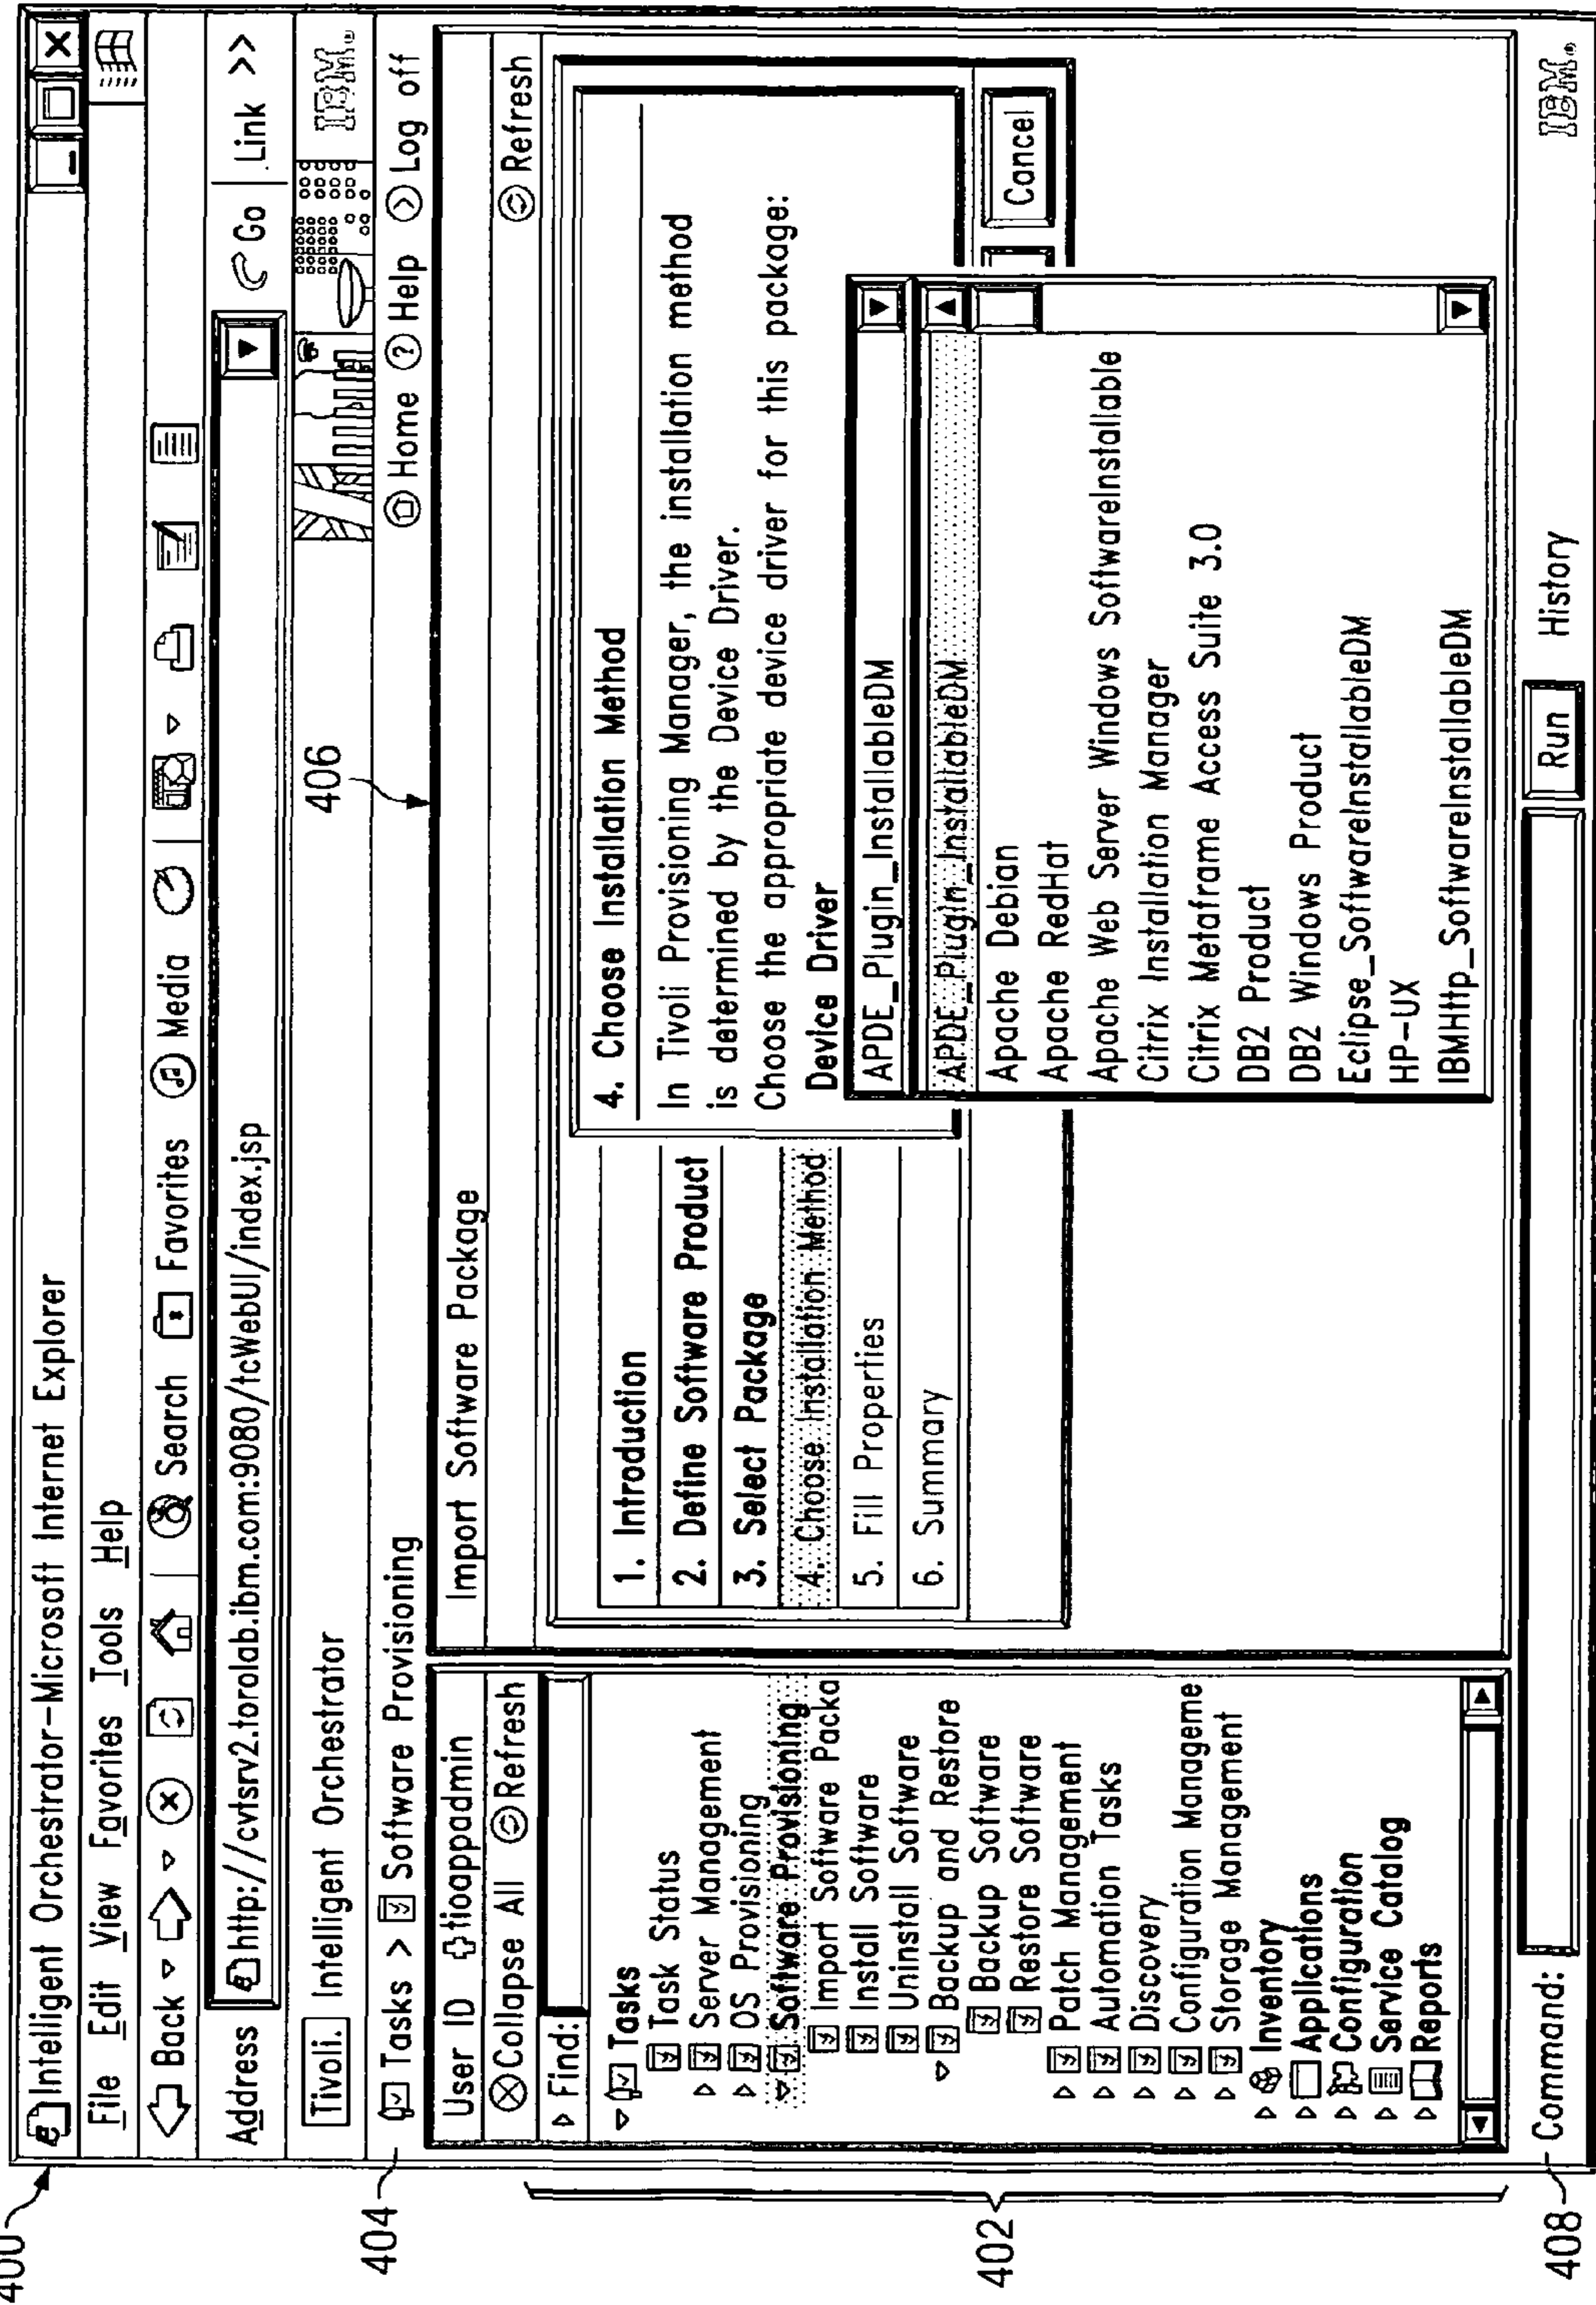 400
Intelligent Orchestrator-Microsoft Internet Explorer
File Edit View Favorites Tools Help
Back Search Favorites Media
Address http://cvtsrv2.torolab.ibm.com:9080/tcWebUI/index.jsp Go Link >>
Tivoli. Intelligent Orchestrator IBM.
404
Tasks > Software Provisioning Home ? Help Log off
406
User ID tioappadmin
Collapse All Refresh
Find:
Tasks
Task Status
Server Management
OS Provisioning
Software Provisioning
Import Software Packa
Install Software
Uninstall Software
Backup and Restore
Backup Software
Restore Software
Patch Management
Automation Tasks
Discovery
Configuration Manageme
Storage Management
Inventory
Applications
Configuration
Service Catalog
Reports
402
Import Software Package
Refresh
1. Introduction
2. Define Software Product
3. Select Package
4. Choose Installation Method
5. Fill Properties
6. Summary
4. Choose Installation Method
In Tivoli Provisioning Manager, the installation method
is determined by the Device Driver.
Choose the appropriate device driver for this package:
Device Driver
APDE_Plugin_InstallableDM
APDE_Plugin_InstallableDM
Apache Debian
Apache RedHat
Apache Web Server Windows SoftwareInstallable
Citrix Installation Manager
Citrix Metaframe Access Suite 3.0
DB2 Product
DB2 Windows Product
Eclipse_SoftwareInstallableDM
HP-UX
IBMHttp_SoftwareInstallableDM
Cancel
408
Command: Run History IBM.